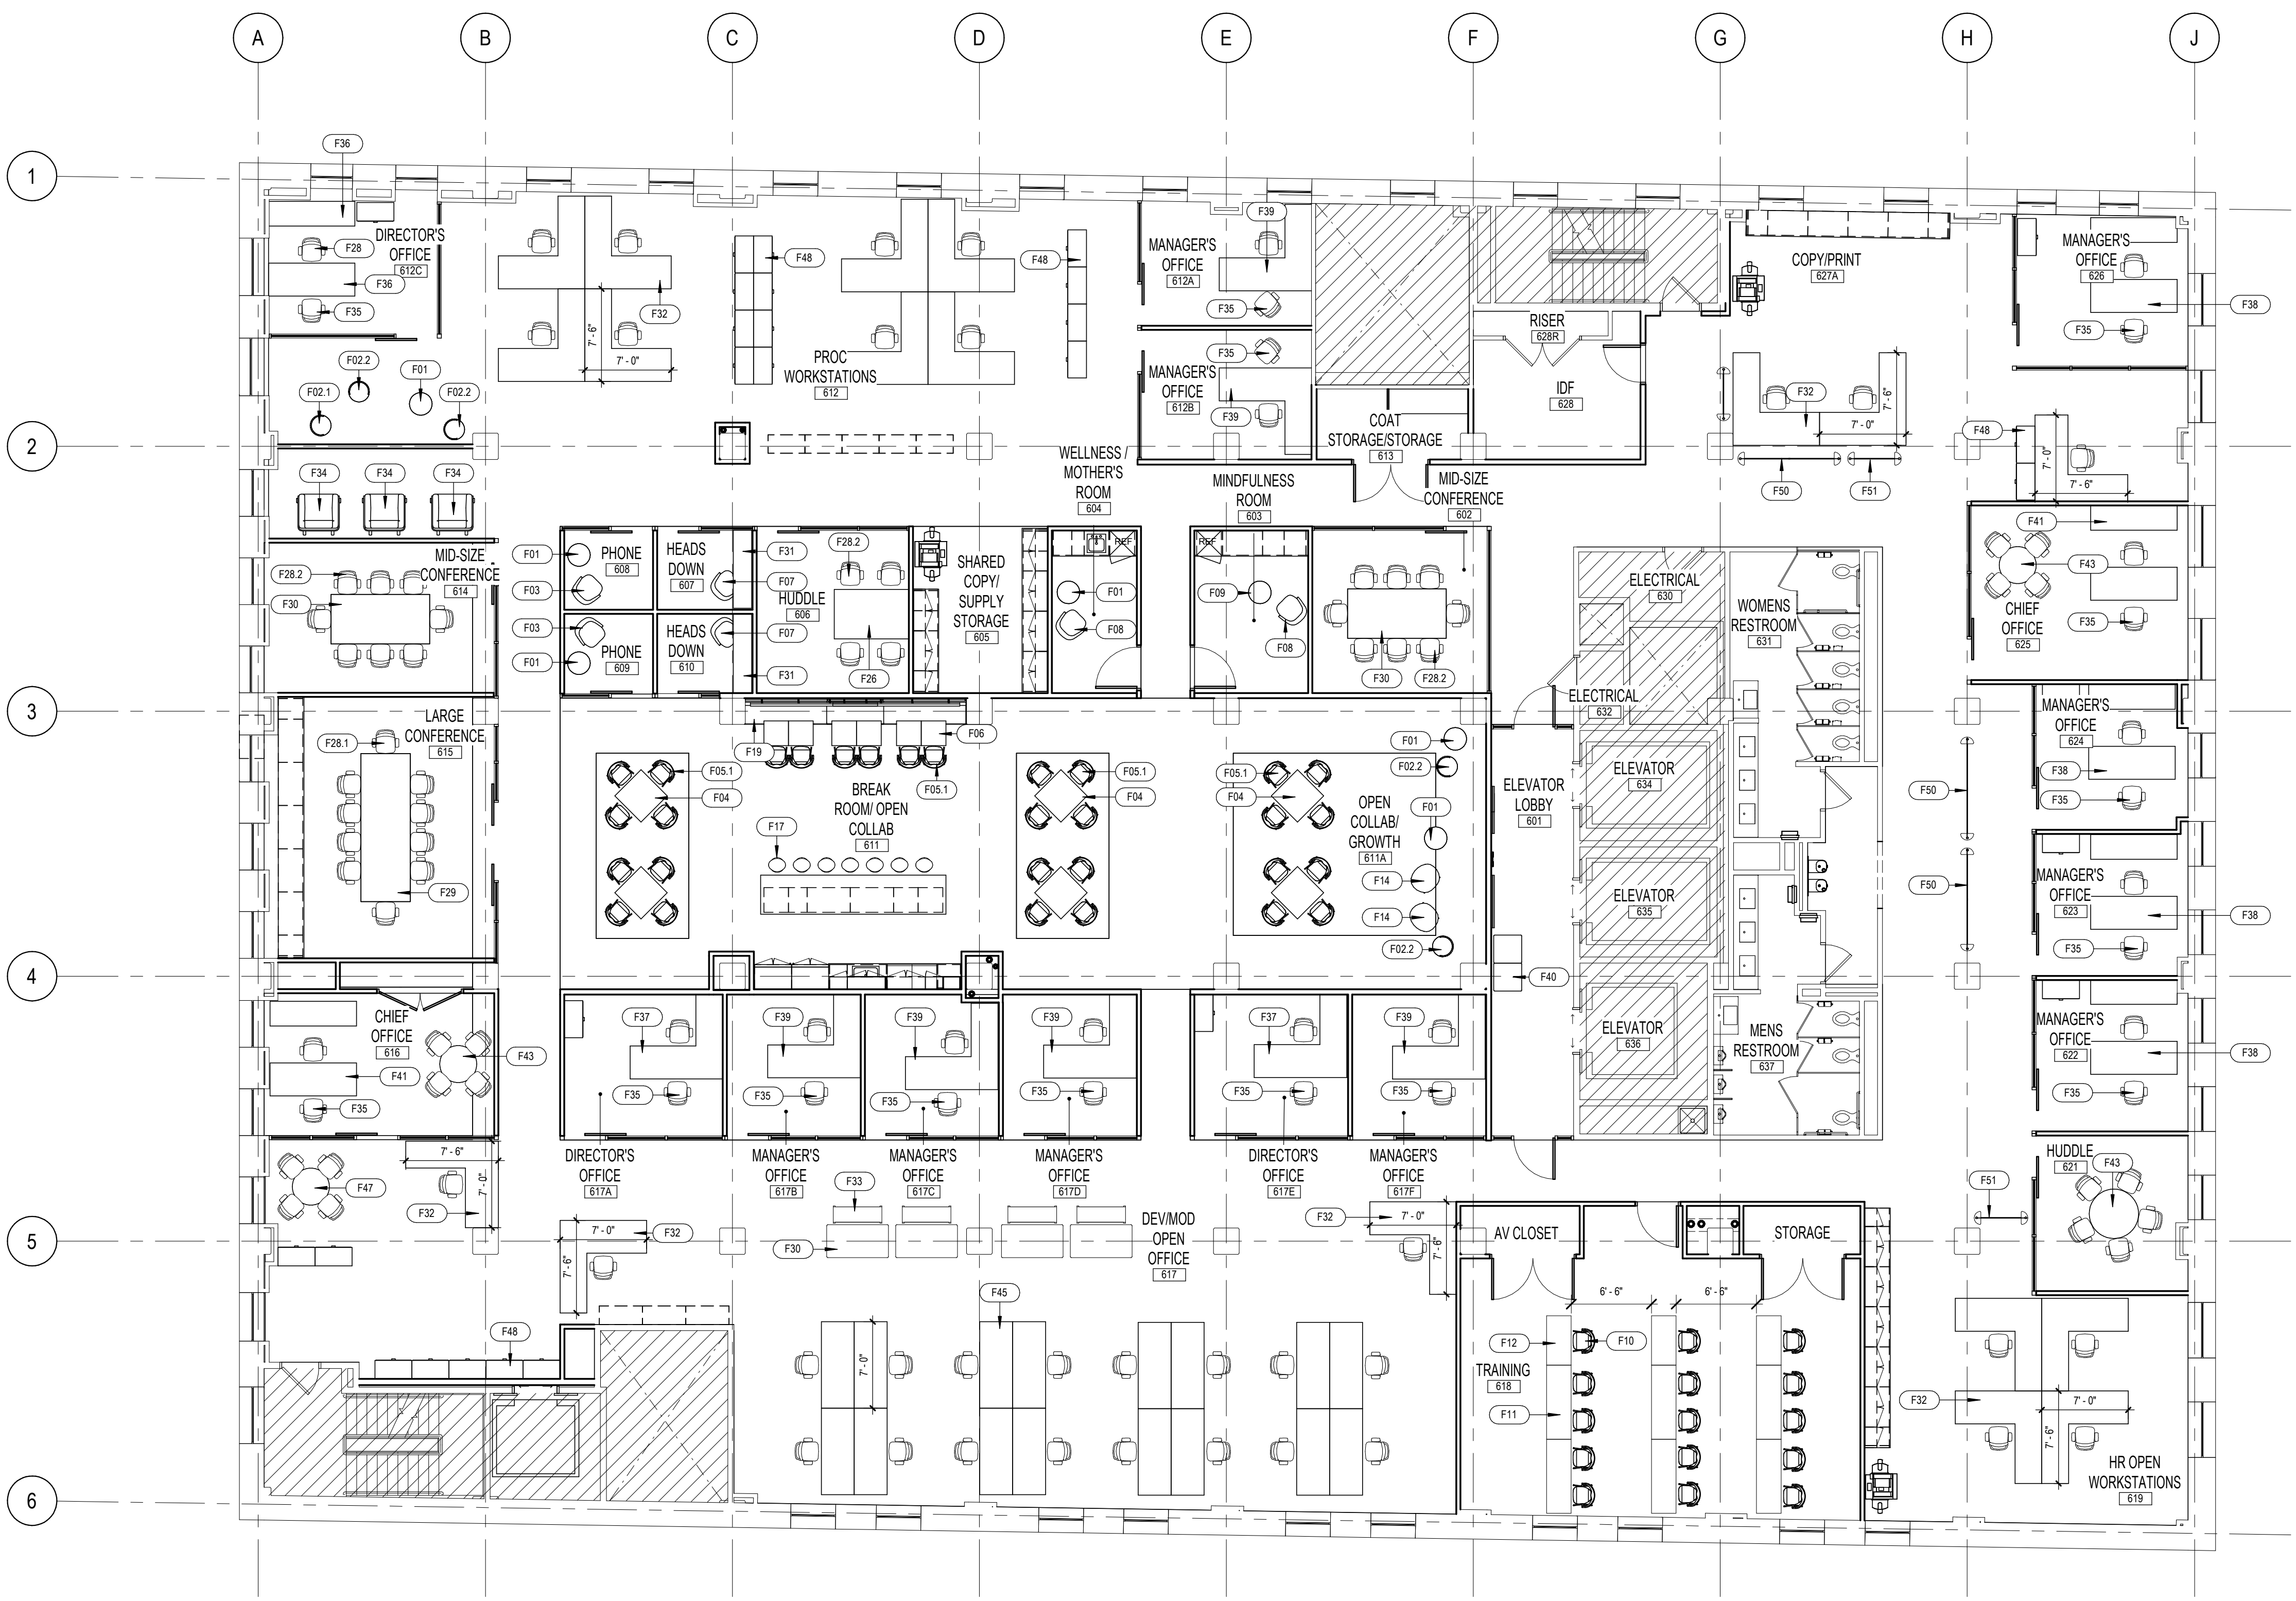 A
B
C
D
E
F
G
H
J
1
2
3
4
5
6
F36
F28
DIRECTOR'S
OFFICE
612C
F36
F35
F02.2
F01
F02.1
F02.2
F34
F34
F34
7' - 6"
7' - 0"
F32
F48
PROC
WORKSTATIONS
612
F48
MANAGER'S
OFFICE
612A
F39
F35
F35
MANAGER'S
OFFICE
612B
F39
COAT
STORAGE/STORAGE
613
RISER
628R
IDF
628
COPY/PRINT
627A
F32
7' - 0"
7' - 6"
F50
F51
MANAGER'S
OFFICE
626
F38
F35
F48
7' - 0"
7' - 6"
WELLNESS /
MOTHER'S
ROOM
604
MINDFULNESS
ROOM
603
MID-SIZE
CONFERENCE
602
MID-SIZE
CONFERENCE
614
F28.2
F30
F01
PHONE
608
F03
F03
PHONE
609
F01
HEADS
DOWN
607
F31
F07
HEADS
DOWN
610
F07
F31
F28.2
HUDDLE
606
F26
SHARED
COPY/
SUPPLY
STORAGE
605
REF
F01
F08
REF
F09
F08
F30
F28.2
ELECTRICAL
630
WOMENS
RESTROOM
631
ELECTRICAL
632
F41
F43
CHIEF
OFFICE
625
F35
LARGE
CONFERENCE
615
F28.1
F29
F19
F06
F05.1
F04
F05.1
BREAK
ROOM/ OPEN
COLLAB
611
F17
F05.1
F04
F05.1
F04
F01
F02.2
F01
OPEN
COLLAB/
GROWTH
611A
F14
F14
F02.2
ELEVATOR
LOBBY
601
F40
ELEVATOR
634
ELEVATOR
635
ELEVATOR
636
MENS
RESTROOM
637
F50
F50
MANAGER'S
OFFICE
624
F38
F35
MANAGER'S
OFFICE
623
F38
F35
MANAGER'S
OFFICE
622
F38
F35
CHIEF
OFFICE
616
F43
F41
F35
F37
F35
F39
F35
F39
F35
F39
F35
F37
F35
F39
F35
DIRECTOR'S
OFFICE
617A
MANAGER'S
OFFICE
617B
MANAGER'S
OFFICE
617C
MANAGER'S
OFFICE
617D
DIRECTOR'S
OFFICE
617E
MANAGER'S
OFFICE
617F
7' - 6"
7' - 0"
F47
F32
7' - 0"
F32
7' - 6"
F33
F30
DEV/MOD
OPEN
OFFICE
617
F32
7' - 0"
7' - 6"
F48
F45
7' - 0"
AV CLOSET
STORAGE
6' - 6"
6' - 6"
F12
F10
TRAINING
618
F11
HUDDLE
621
F43
F51
F32
7' - 0"
7' - 6"
HR OPEN
WORKSTATIONS
619